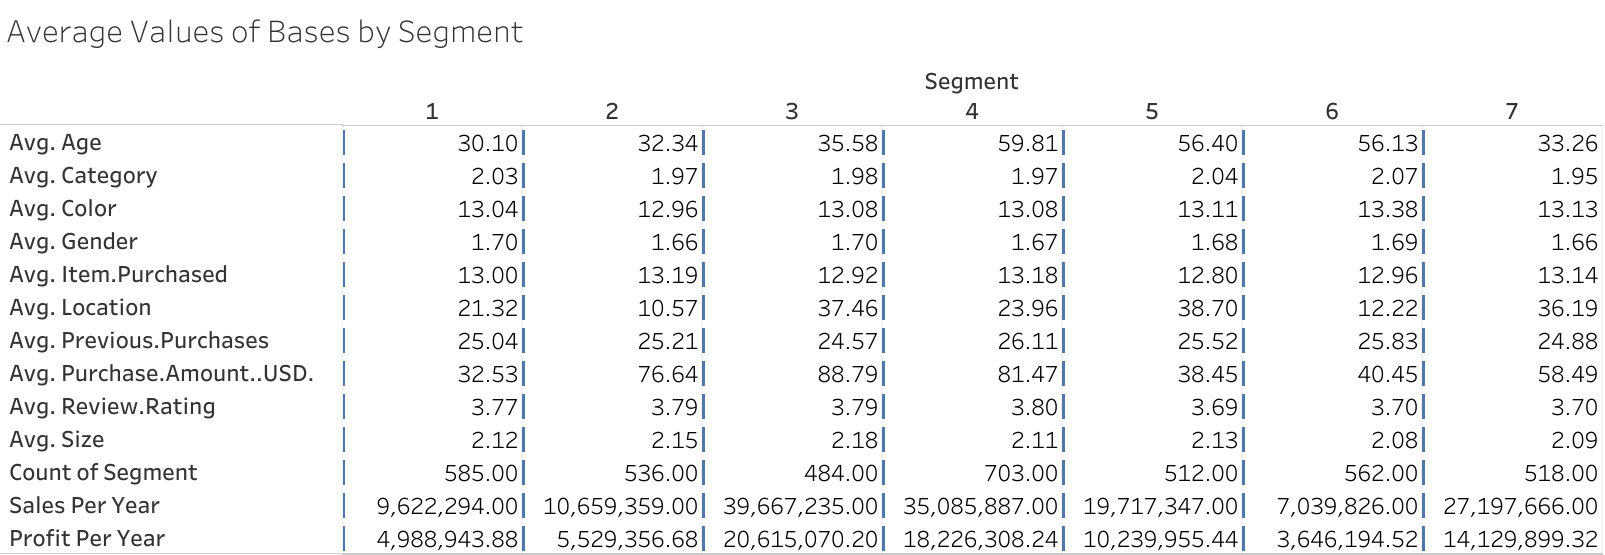 Average Values of Bases by Segment
Segment
1 2 3 4 5 6 7
Avg. Age 30.10 32.34 35.58 59.81 56.40 56.13 33.26
Avg. Category 2.03 1.97 1.98 1.97 2.04 2.07 1.95
Avg. Color 13.04 12.96 13.08 13.08 13.11 13.38 13.13
Avg. Gender 1.70 1.66 1.70 1.67 1.68 1.69 1.66
Avg. Item.Purchased 13.00 13.19 12.92 13.18 12.80 12.96 13.14
Avg. Location 21.32 10.57 37.46 23.96 38.70 12.22 36.19
Avg. Previous.Purchases 25.04 25.21 24.57 26.11 25.52 25.83 24.88
Avg. Purchase.Amount..USD. 32.53 76.64 88.79 81.47 38.45 40.45 58.49
Avg. Review.Rating 3.77 3.79 3.79 3.80 3.69 3.70 3.70
Avg. Size 2.12 2.15 2.18 2.11 2.13 2.08 2.09
Count of Segment 585.00 536.00 484.00 703.00 512.00 562.00 518.00
Sales Per Year 9,622,294.00 10,659,359.00 39,667,235.00 35,085,887.00 19,717,347.00 7,039,826.00 27,197,666.00
Profit Per Year 4,988,943.88 5,529,356.68 20,615,070.20 18,226,308.24 10,239,955.44 3,646,194.52 14,129,899.32